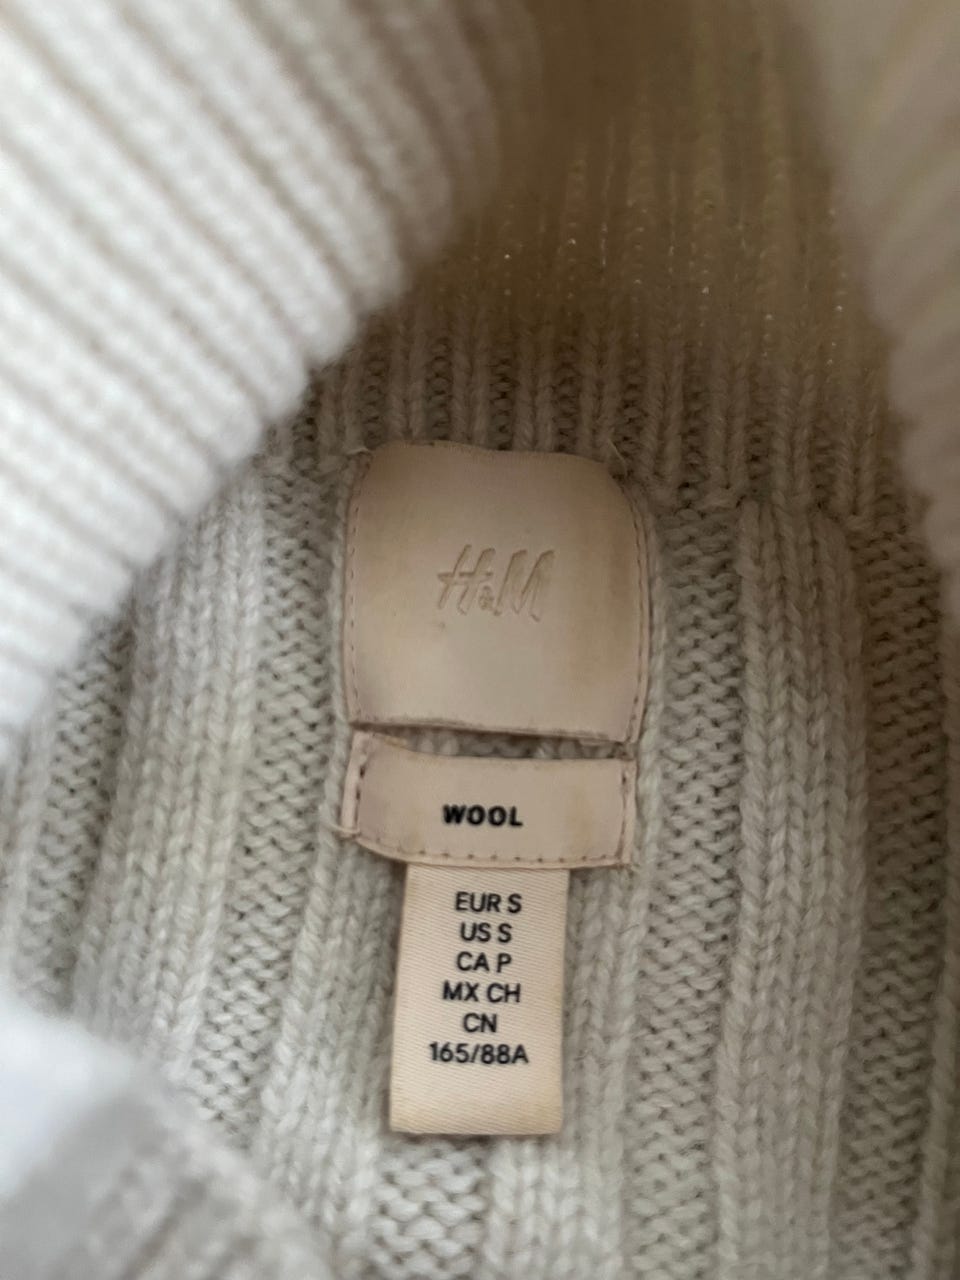 H&M
WOOL
EUR S
US S
CA P
MX CH
CN
165/88A